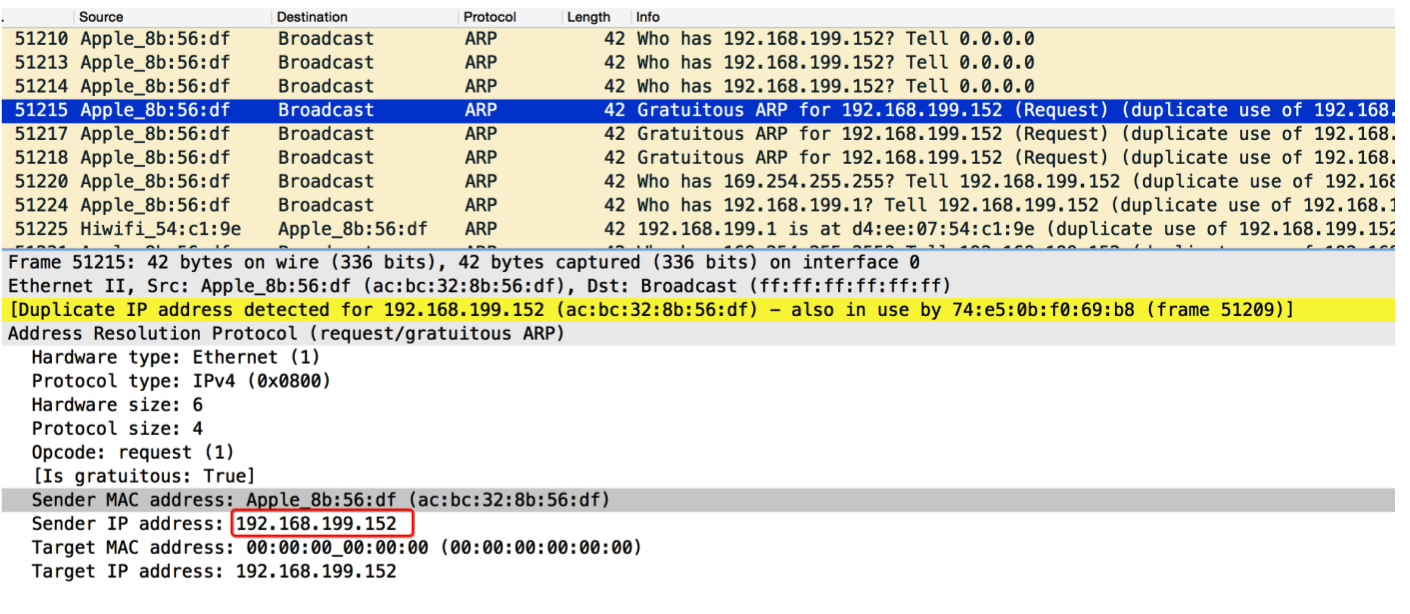 . Source Destination Protocol Length Info
51210 Apple_8b:56:df Broadcast ARP 42 Who has 192.168.199.152? Tell 0.0.0.0
51213 Apple_8b:56:df Broadcast ARP 42 Who has 192.168.199.152? Tell 0.0.0.0
51214 Apple_8b:56:df Broadcast ARP 42 Who has 192.168.199.152? Tell 0.0.0.0
51215 Apple_8b:56:df Broadcast ARP 42 Gratuitous ARP for 192.168.199.152 (Request) (duplicate use of 192.168.
51217 Apple_8b:56:df Broadcast ARP 42 Gratuitous ARP for 192.168.199.152 (Request) (duplicate use of 192.168.
51218 Apple_8b:56:df Broadcast ARP 42 Gratuitous ARP for 192.168.199.152 (Request) (duplicate use of 192.168.
51220 Apple_8b:56:df Broadcast ARP 42 Who has 169.254.255.255? Tell 192.168.199.152 (duplicate use of 192.168
51224 Apple_8b:56:df Broadcast ARP 42 Who has 192.168.199.1? Tell 192.168.199.152 (duplicate use of 192.168.1
51225 Hiwifi_54:c1:9e Apple_8b:56:df ARP 42 192.168.199.1 is at d4:ee:07:54:c1:9e (duplicate use of 192.168.199.152
Frame 51215: 42 bytes on wire (336 bits), 42 bytes captured (336 bits) on interface 0
Ethernet II, Src: Apple_8b:56:df (ac:bc:32:8b:56:df), Dst: Broadcast (ff:ff:ff:ff:ff:ff)
[Duplicate IP address detected for 192.168.199.152 (ac:bc:32:8b:56:df) – also in use by 74:e5:0b:f0:69:b8 (frame 51209)]
Address Resolution Protocol (request/gratuitous ARP)
Hardware type: Ethernet (1)
Protocol type: IPv4 (0x0800)
Hardware size: 6
Protocol size: 4
Opcode: request (1)
[Is gratuitous: True]
Sender MAC address: Apple_8b:56:df (ac:bc:32:8b:56:df)
Sender IP address: 192.168.199.152
Target MAC address: 00:00:00_00:00:00 (00:00:00:00:00:00)
Target IP address: 192.168.199.152